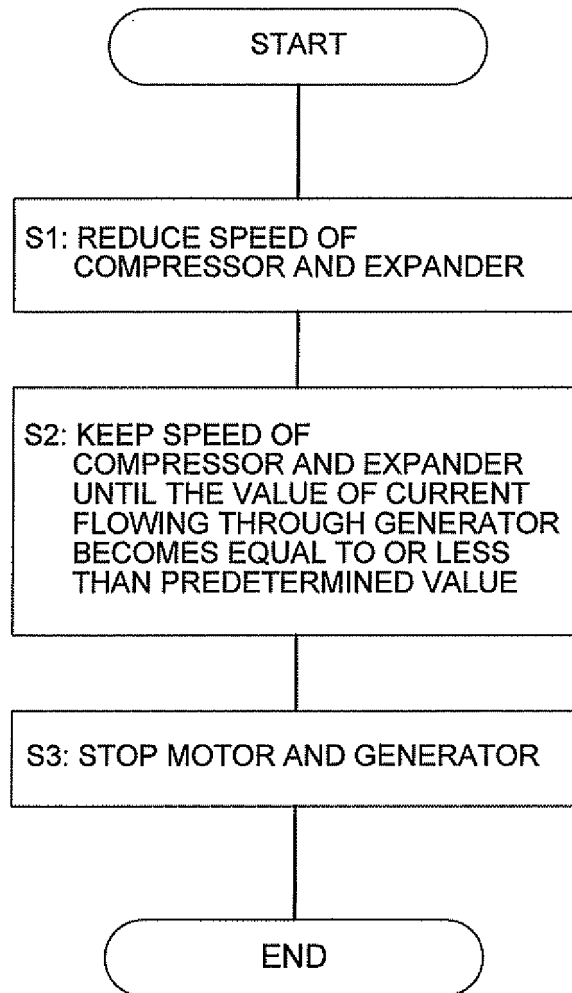 START
S1: REDUCE SPEED OF
COMPRESSOR AND EXPANDER
S2: KEEP SPEED OF
COMPRESSOR AND EXPANDER
UNTIL THE VALUE OF CURRENT
FLOWING THROUGH GENERATOR
BECOMES EQUAL TO OR LESS
THAN PREDETERMINED VALUE
S3: STOP MOTOR AND GENERATOR
END